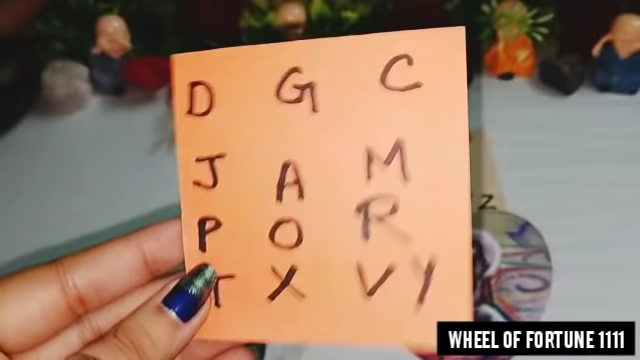 D G C
J A M
P O R
T X V Y
Z
WHEEL OF FORTUNE 1111